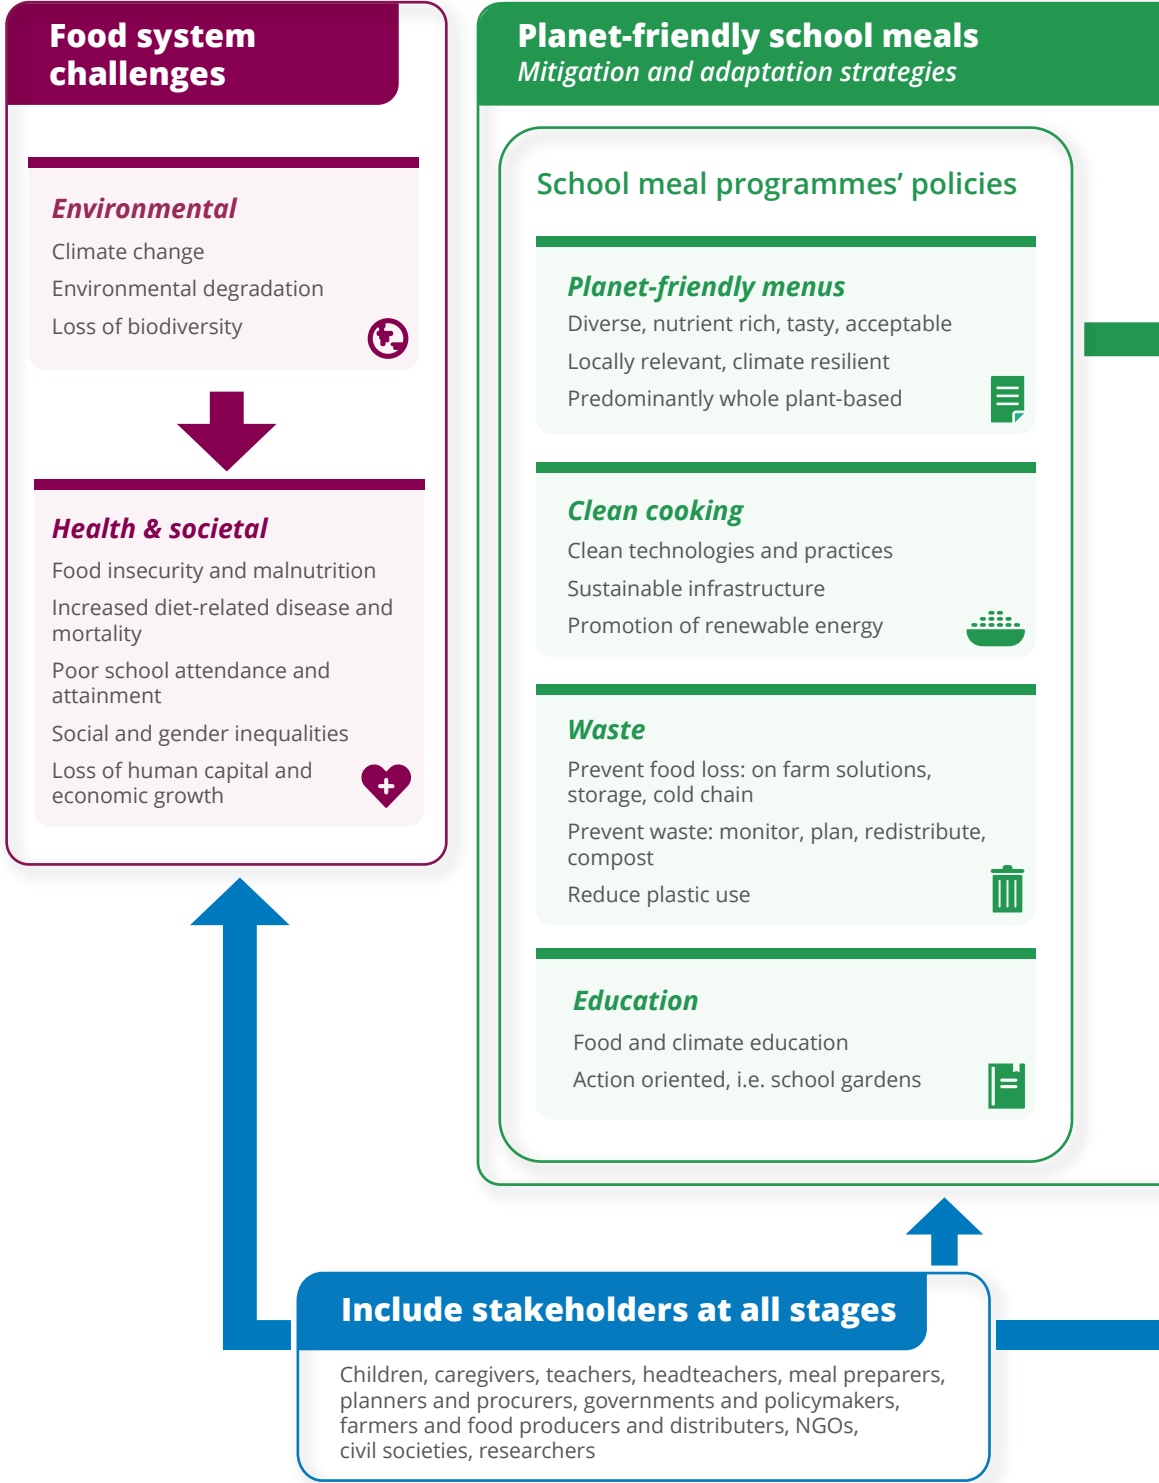 Food system
challenges
Environmental
Climate change
Environmental degradation
Loss of biodiversity
Health & societal
Food insecurity and malnutrition
Increased diet-related disease and
mortality
Poor school attendance and
attainment
Social and gender inequalities
Loss of human capital and
economic growth
Planet-friendly school meals
Mitigation and adaptation strategies
School meal programmes’ policies
Planet-friendly menus
Diverse, nutrient rich, tasty, acceptable
Locally relevant, climate resilient
Predominantly whole plant-based
Clean cooking
Clean technologies and practices
Sustainable infrastructure
Promotion of renewable energy
Waste
Prevent food loss: on farm solutions,
storage, cold chain
Prevent waste: monitor, plan, redistribute,
compost
Reduce plastic use
Education
Food and climate education
Action oriented, i.e. school gardens
Include stakeholders at all stages
Children, caregivers, teachers, headteachers, meal preparers,
planners and procurers, governments and policymakers,
farmers and food producers and distributers, NGOs,
civil societies, researchers